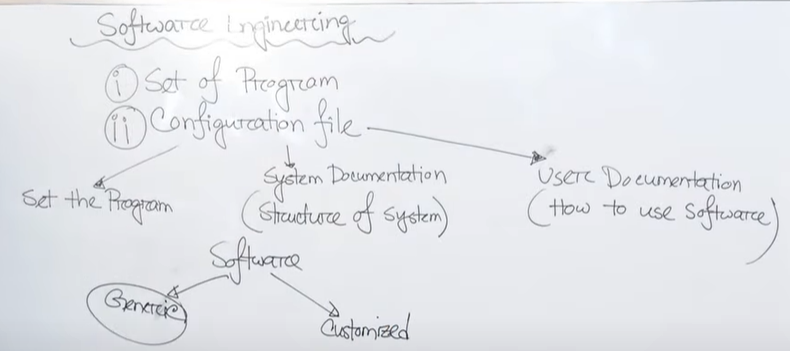 Software Engineering
i Set of Program
ii Configuration file
Set the Program
System Documentation
(Structure of System)
User Documentation
(How to use Software)
Software
Generic
Customized